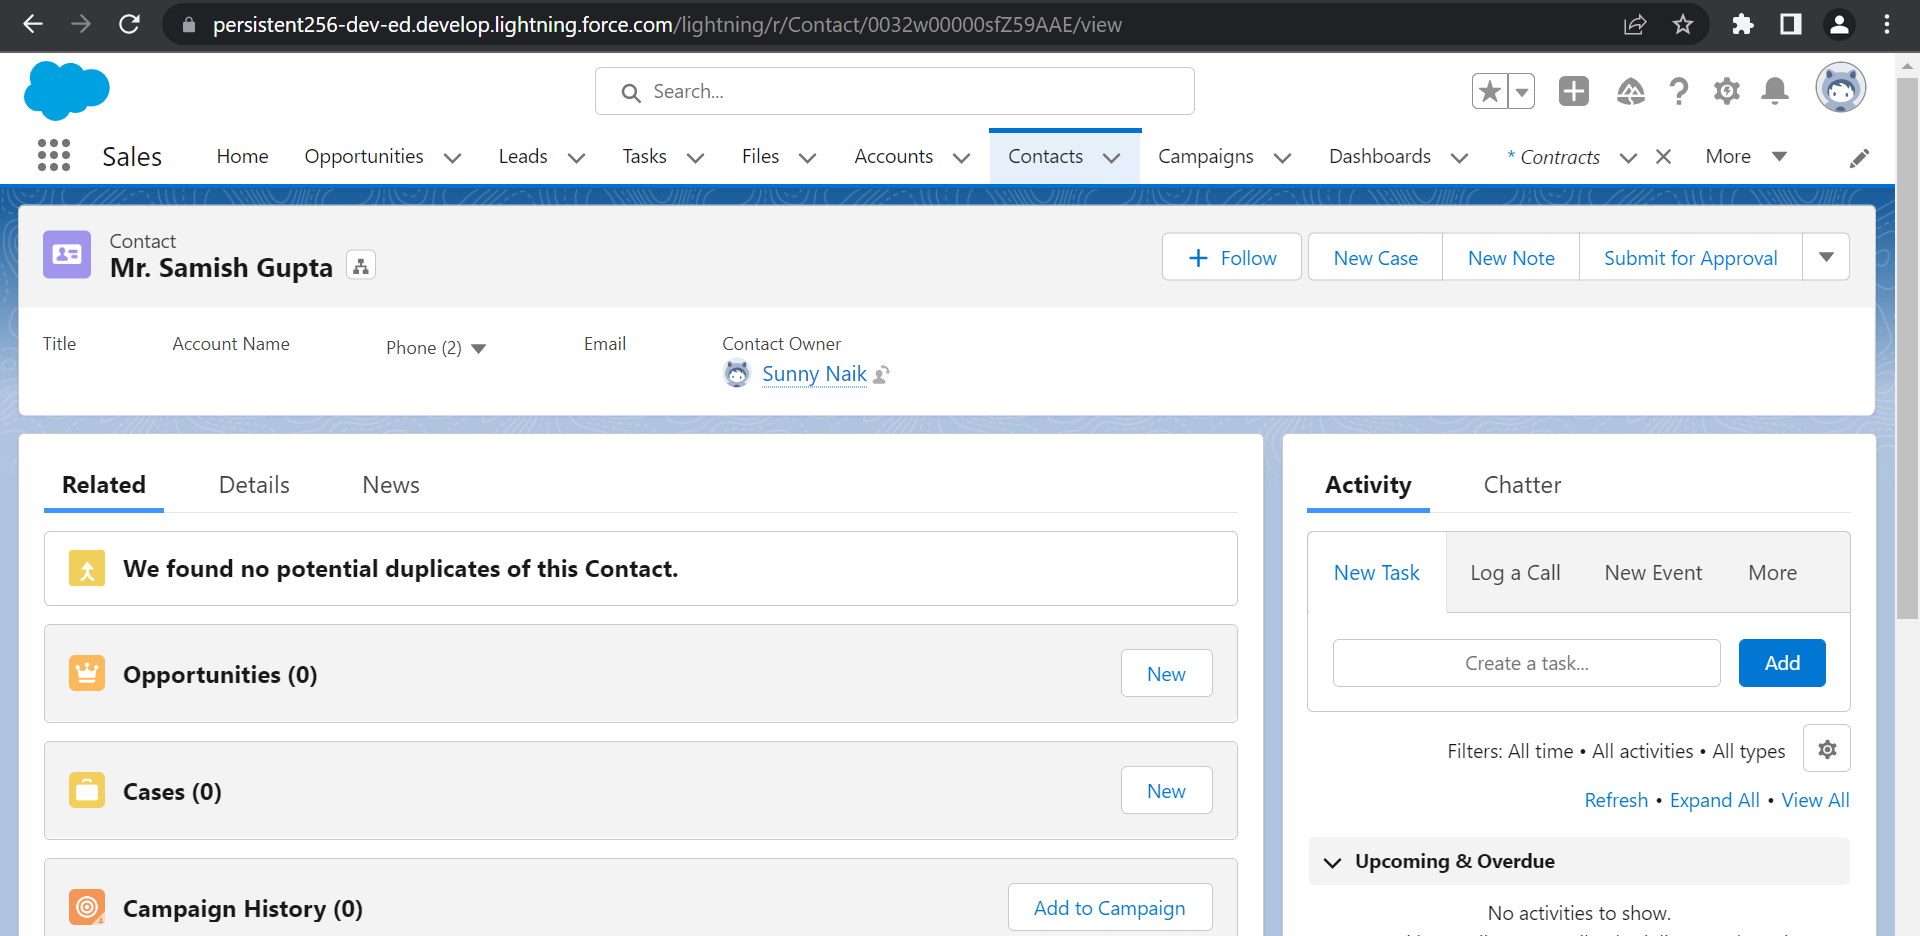 persistent256-dev-ed.develop.lightning.force.com/lightning/r/Contact/0032w00000sfZ59AAE/view
Search...
Sales
Home
Opportunities
Leads
Tasks
Files
Accounts
Contacts
Campaigns
Dashboards
* Contracts
More
Contact
Mr. Samish Gupta
Follow
New Case
New Note
Submit for Approval
Title
Account Name
Phone (2)
Email
Contact Owner
Sunny Naik
Related
Details
News
We found no potential duplicates of this Contact.
Opportunities (0)
New
Cases (0)
New
Campaign History (0)
Add to Campaign
Activity
Chatter
New Task
Log a Call
New Event
More
Create a task...
Add
Filters: All time • All activities • All types
Refresh • Expand All • View All
Upcoming & Overdue
No activities to show.